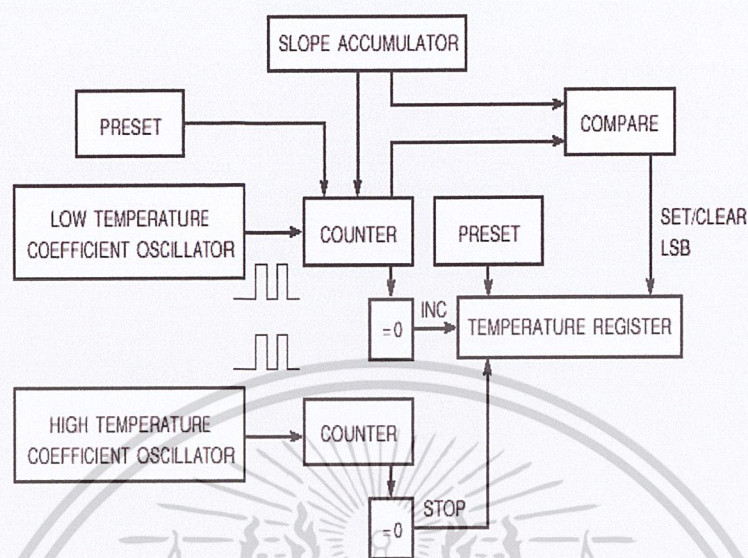 SLOPE ACCUMULATOR
PRESET
COMPARE
LOW TEMPERATURE
COEFFICIENT OSCILLATOR
COUNTER
PRESET
SET/CLEAR
LSB
=0
INC
TEMPERATURE REGISTER
HIGH TEMPERATURE
COEFFICIENT OSCILLATOR
COUNTER
=0
STOP